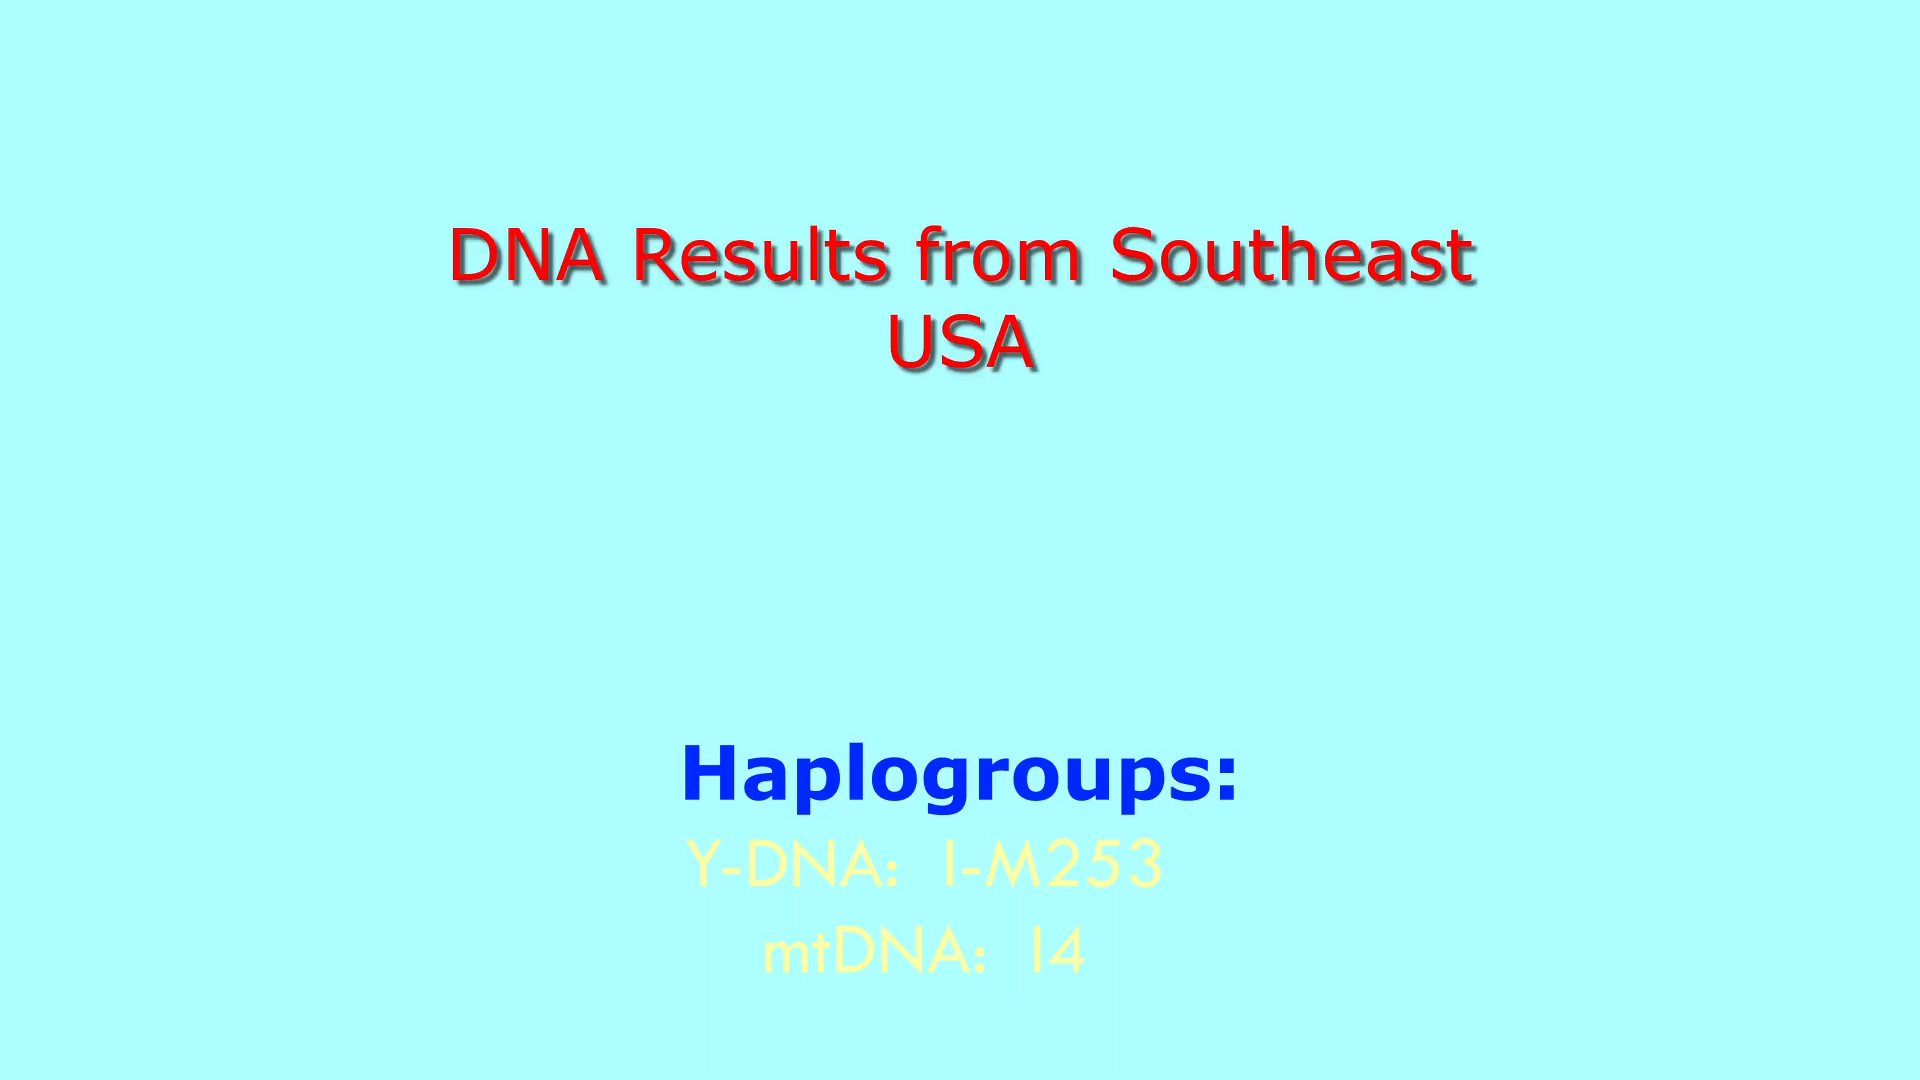 DNA Results from Southeast
USA
Haplogroups:
Y-DNA:  I-M253
mtDNA:  I4